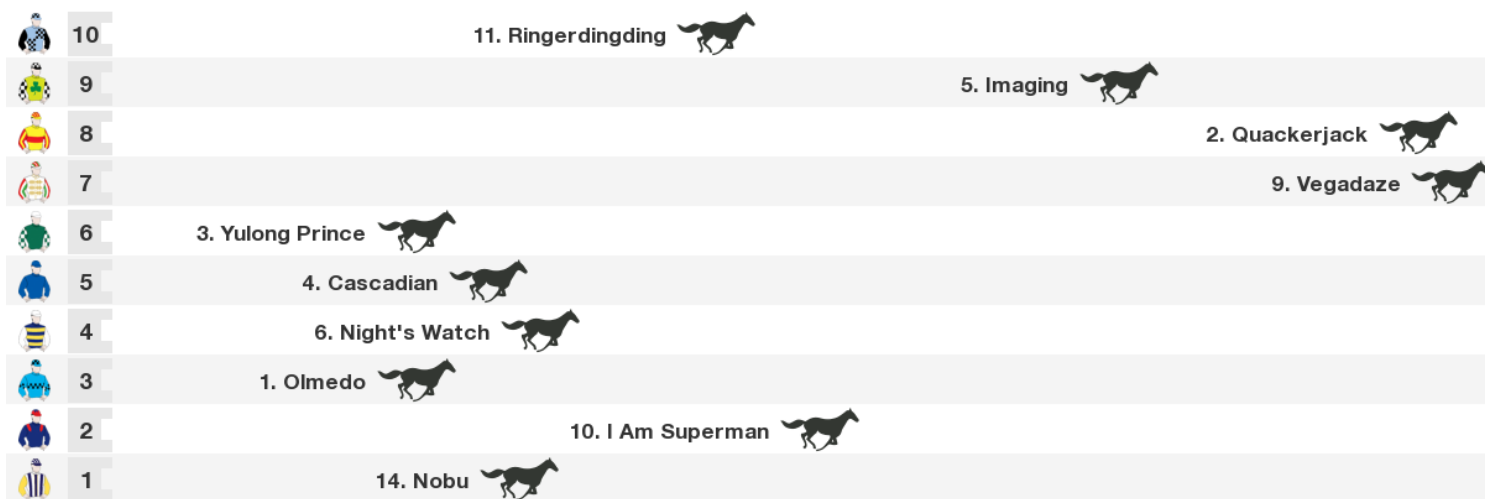 10 11. Ringerdingding
9 5. Imaging
8 2. Quackerjack
7 9. Vegadaze
6 3. Yulong Prince
5 4. Cascadian
4 6. Night's Watch
3 1. Olmedo
2 10. I Am Superman
1 14. Nobu